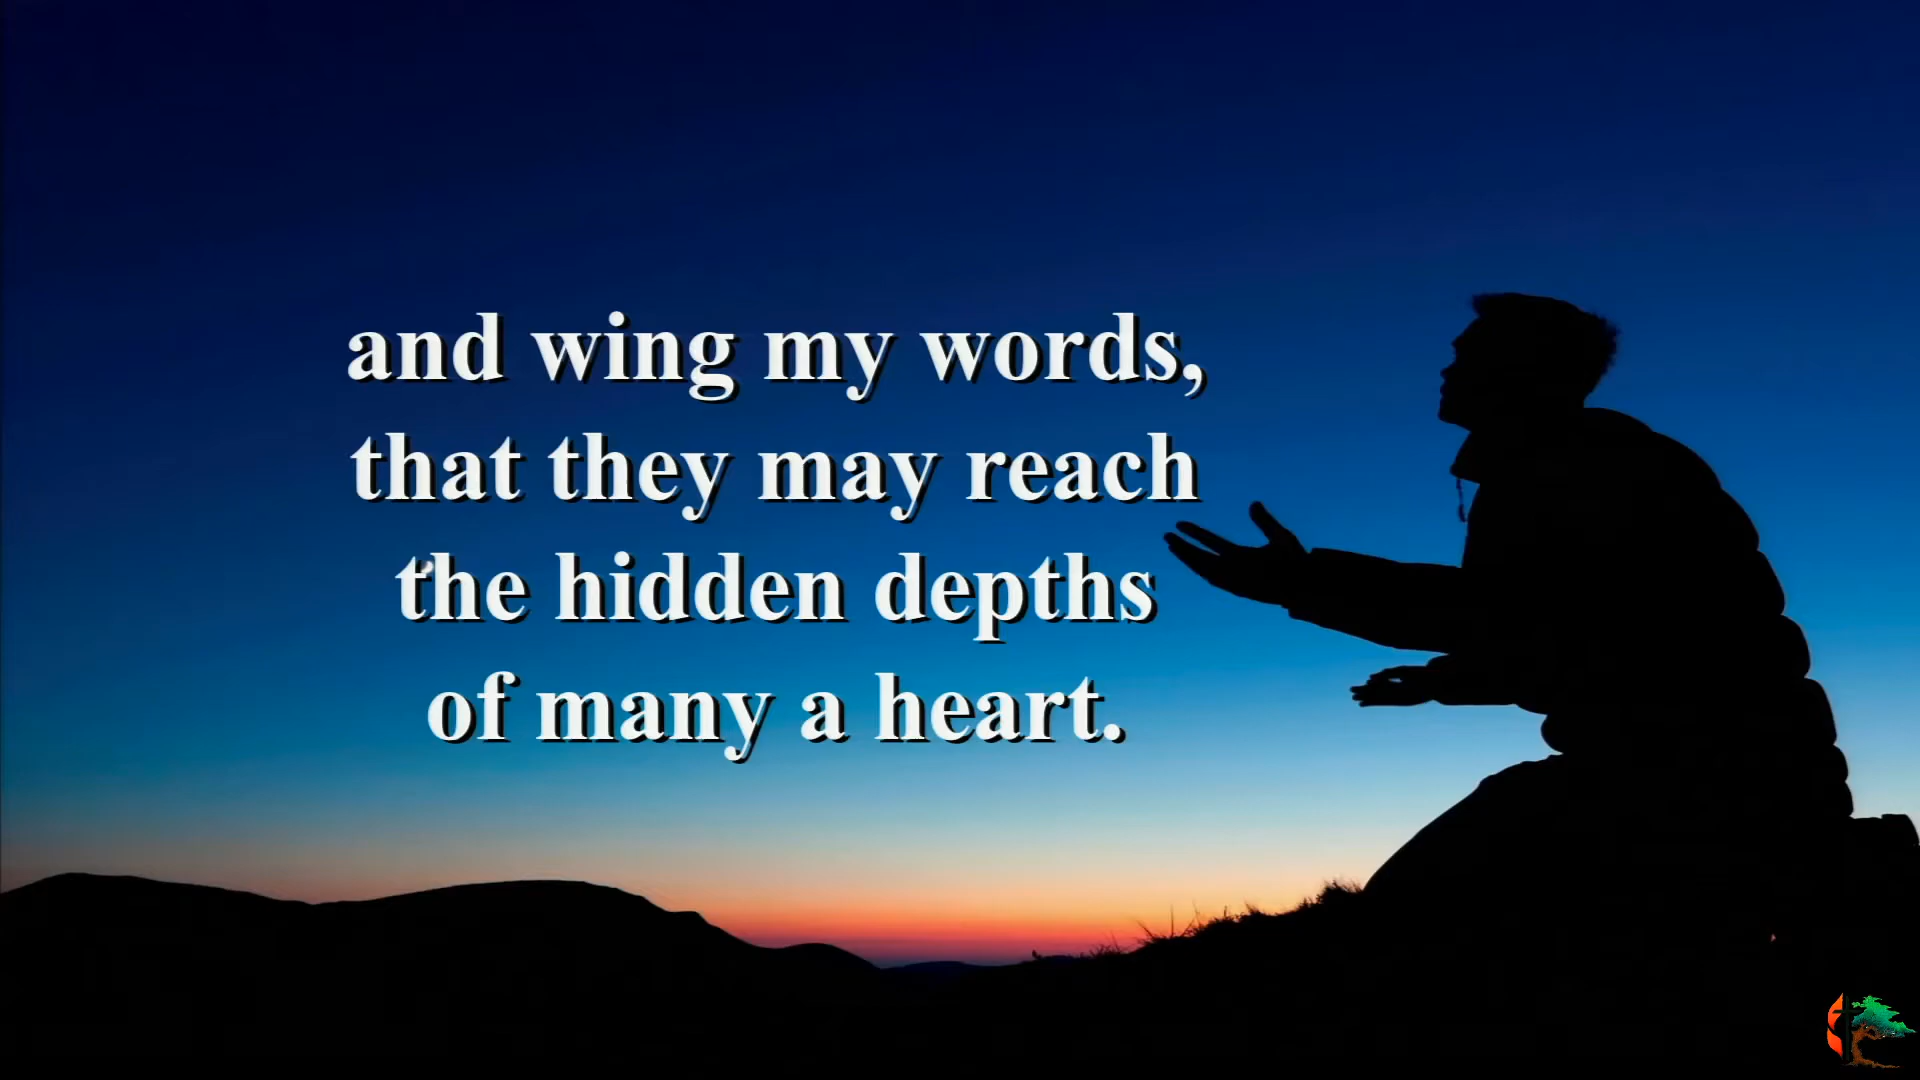 and wing my words,
that they may reach
the hidden depths
of many a heart.